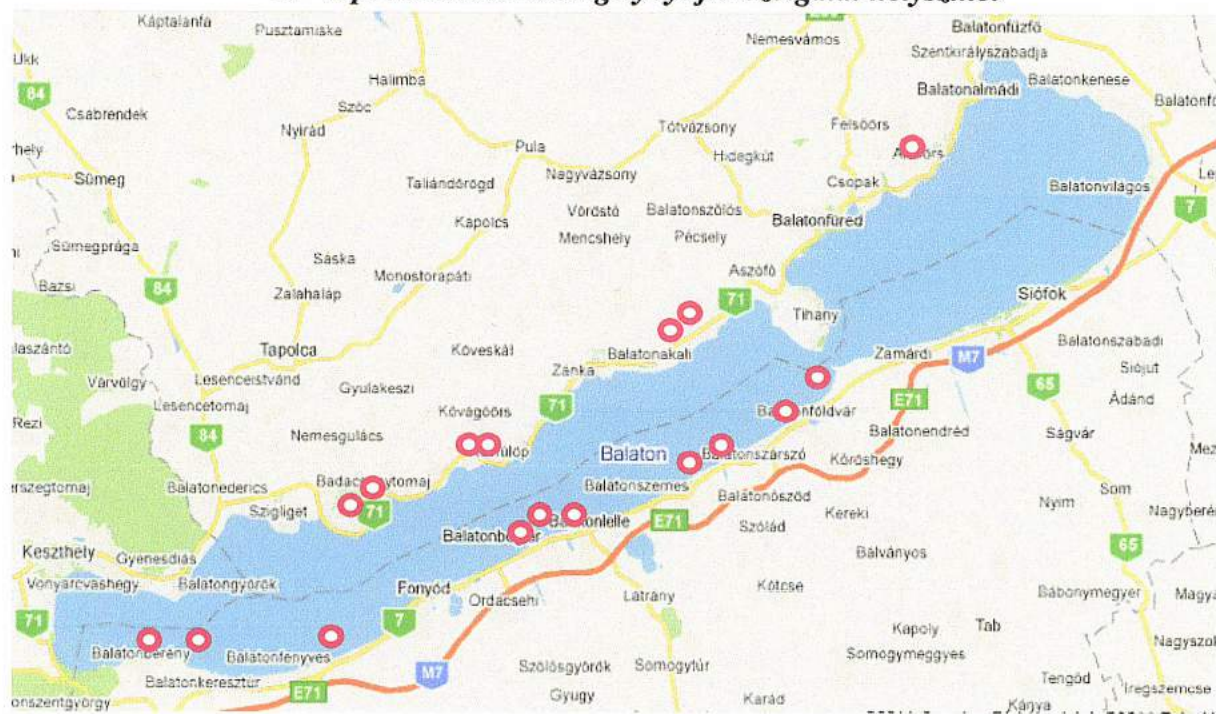 Káptalanfa
Pusztamiske
Nemesvámos
Balatonfűzfő
Szentkirályszabadja
Ukk
Halimba
Balatonkenese
84
Balatonalmádi
Csabrendek
Szőc
Felsőörs
Nyirád
Tótvázsony
Pula
Hidegkút
Sümeg
Nagyvázsony
Csopak
Taliándörögd
Balatonvilágos
Vöröstó
Balatonszőlős
7
Kapolcs
Balatonfüred
Sümegprága
Mencshely
Pécsely
Sáska
Monostorapáti
Aszófő
Bazsi
84
Zalahaláp
71
Siófok
Tihany
Tapolca
Köveskál
Balatonakali
Zamárdi
M7
Balatonszabadi
Várvölgy
Lesenceistvánd
Gyulakeszi
Zánka
Siójut
65
Lesencetomaj
Kővágóörs
71
E71
Ádánd
Rezi
84
Nemesgulács
Balatonendréd
Ságvár
Balaton
Balatonszárszó
Kőröshegy
Balatonederics
Balatonszemes
Szigliget
71
Balatonőszöd
Nyim
Som
Kereki
E71
Szólád
65
Keszthely
Gyenesdiás
Bálványos
Vonyarcvashegy
Balatongyörök
Fonyód
Kötcse
Bábonymegyer
71
7
Ordacsehi
Látrány
Kapoly
Tab
Balatonberény
Balatonfenyves
M7
Szőlősgyörök
Somogytúr
Somogymeggyes
Balatonkeresztúr
E71
Gyugy
Karád
Tengőd
Iregszemcse
Kánya